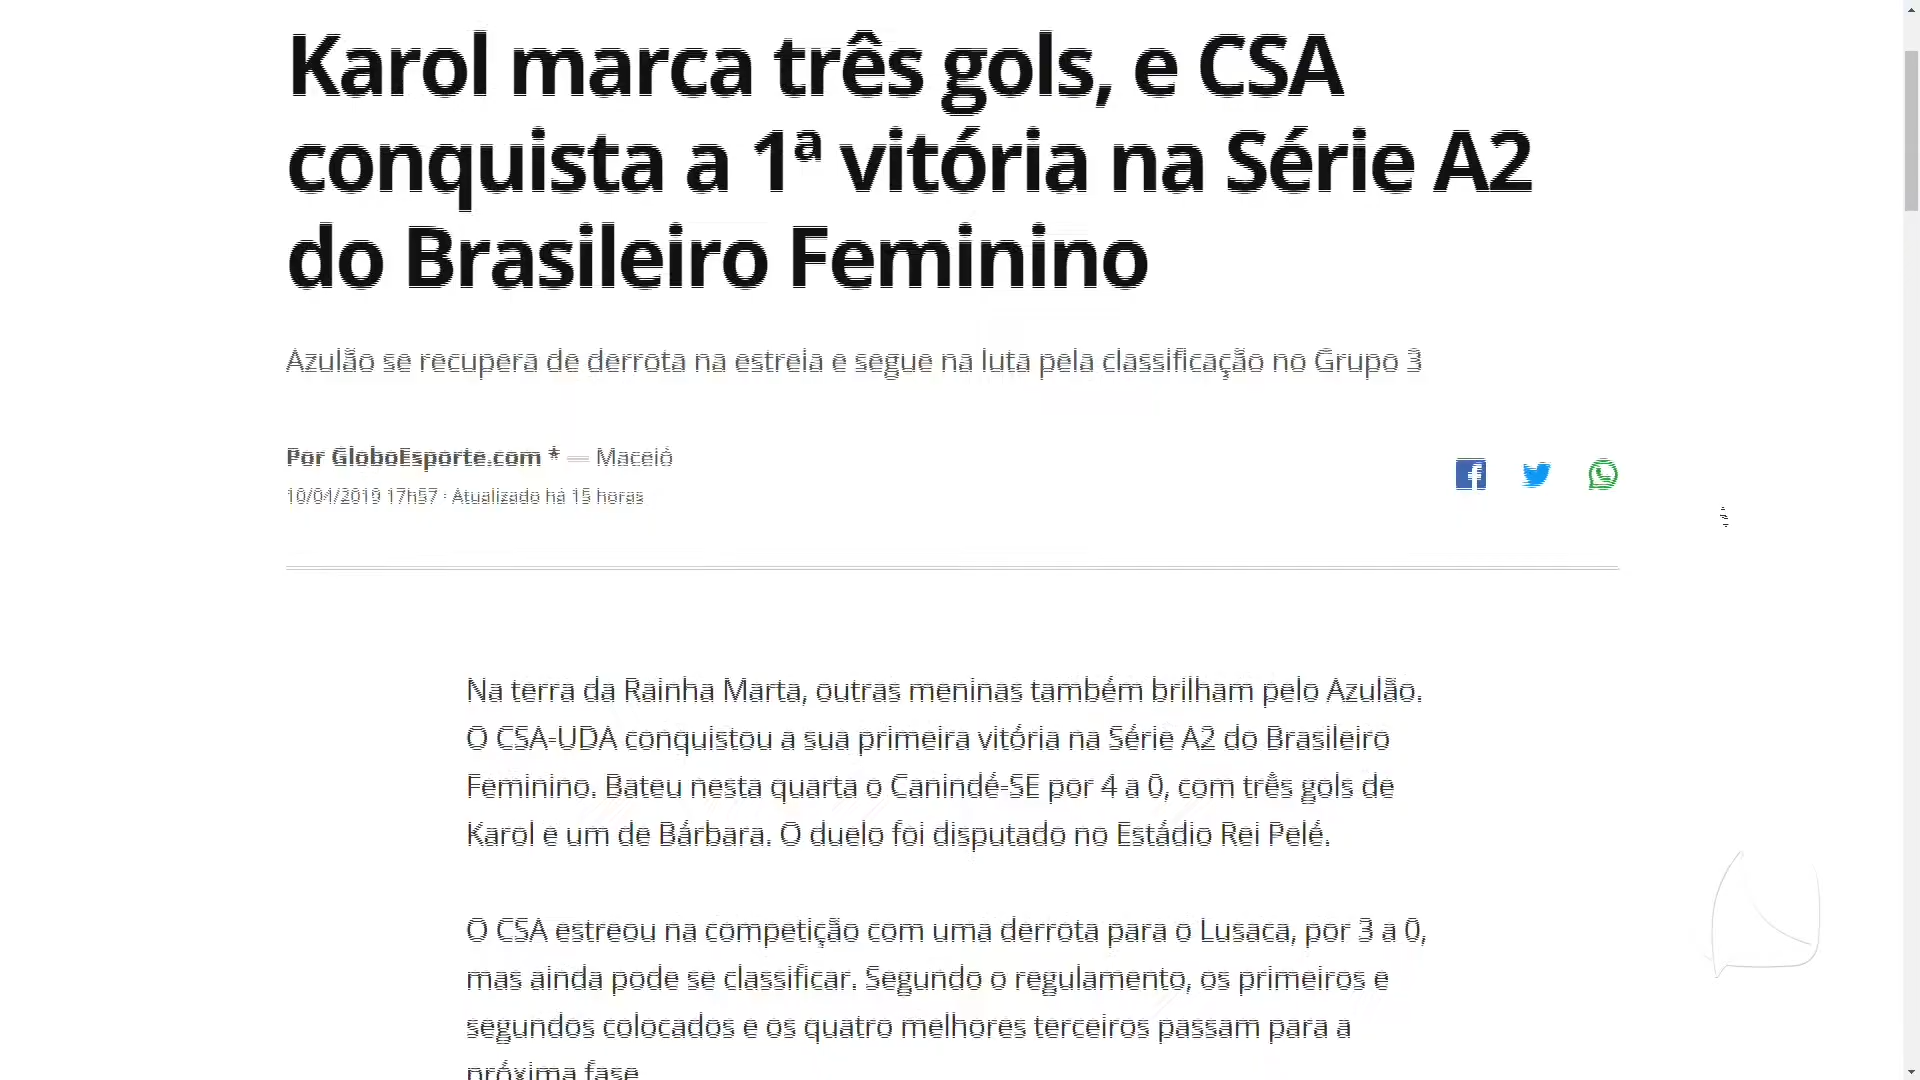 Karol marca três gols, e CSA
conquista a 1ª vitória na Série A2
do Brasileiro Feminino
Azulão se recupera de derrota na estreia e segue na luta pela classificação no Grupo 3
Por GloboEsporte.com * — Maceió
10/04/2019 17h57 · Atualizado há 15 horas
Na terra da Rainha Marta, outras meninas também brilham pelo Azulão.
O CSA-UDA conquistou a sua primeira vitória na Série A2 do Brasileiro
Feminino. Bateu nesta quarta o Canindé-SE por 4 a 0, com três gols de
Karol e um de Bárbara. O duelo foi disputado no Estádio Rei Pelé.
O CSA estreou na competição com uma derrota para o Lusaca, por 3 a 0,
mas ainda pode se classificar. Segundo o regulamento, os primeiros e
segundos colocados e os quatro melhores terceiros passam para a
próxima fase